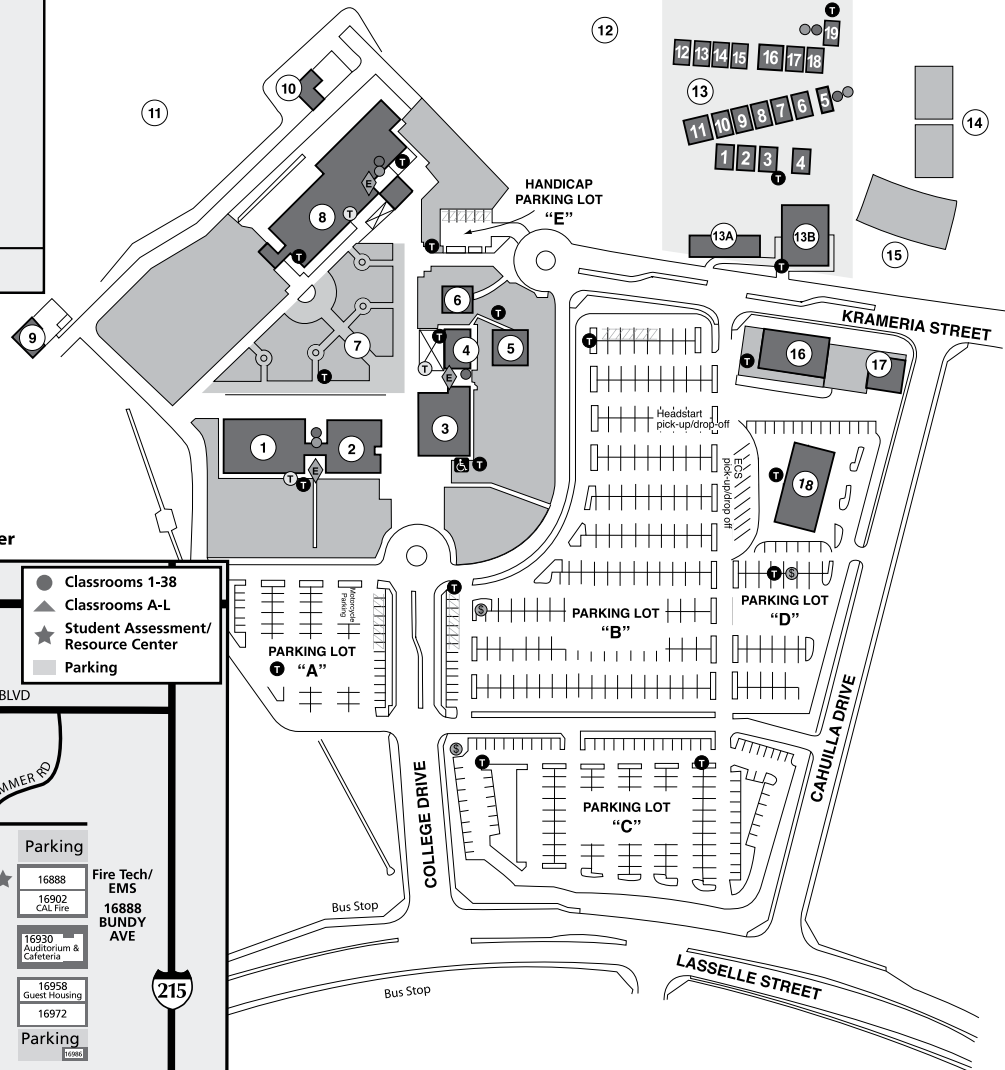 12
T
19
12 13 14 15 16 17 18
10
13
11
5
11 10 9 8 7 6
14
1 2 3 4
T
T
E
T
8
HANDICAP
PARKING LOT
“E”
T
T
13A
13B
T
15
9
6
T
7
T
4
5
T
E
T
KRAMERIA STREET
T
T
16
17
Headstart
pick-up/drop-off
3
T
1
2
E
T
T
ECS
pick-up/drop off
T
18
er
Classrooms 1-38
Classrooms A-L
Student Assessment/
Resource Center
Parking
Motorcycle
Parking
PARKING LOT
“A”
T
T
$
PARKING LOT
“B”
T
$
PARKING LOT
“D”
BLVD
MMER RD
$
T
T
PARKING LOT
“C”
COLLEGE DRIVE
CAHUILLA DRIVE
Parking
16888
16902
CAL Fire
Fire Tech/
EMS
16888
BUNDY
AVE
16930
Auditorium &
Cafeteria
16958
Guest Housing
16972
Parking
16986
215
Bus Stop
Bus Stop
LASSELLE STREET